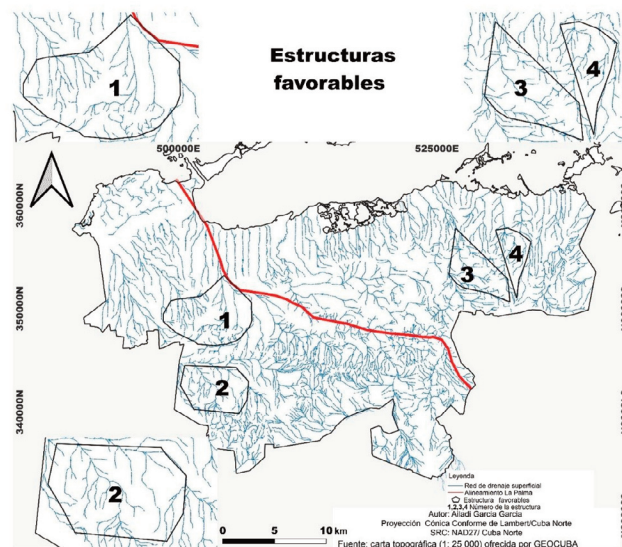 Estructuras
favorables
1
3
4
500000E
525000E
360000N
350000N
340000N
1
2
3
4
2
Leyenda
Red de drenaje superficial
Alineamiento La Palma
Estructura favorables
1,2,3,4 Número de la estructura
Autor: Ailadi García García
Proyección Cónica Conforme de Lambert/Cuba Norte
SRC: NAD27/ Cuba Norte
Fuente: carta topográfica (1: 25 000) ofrecida por GEOCUBA
0 5 10 km